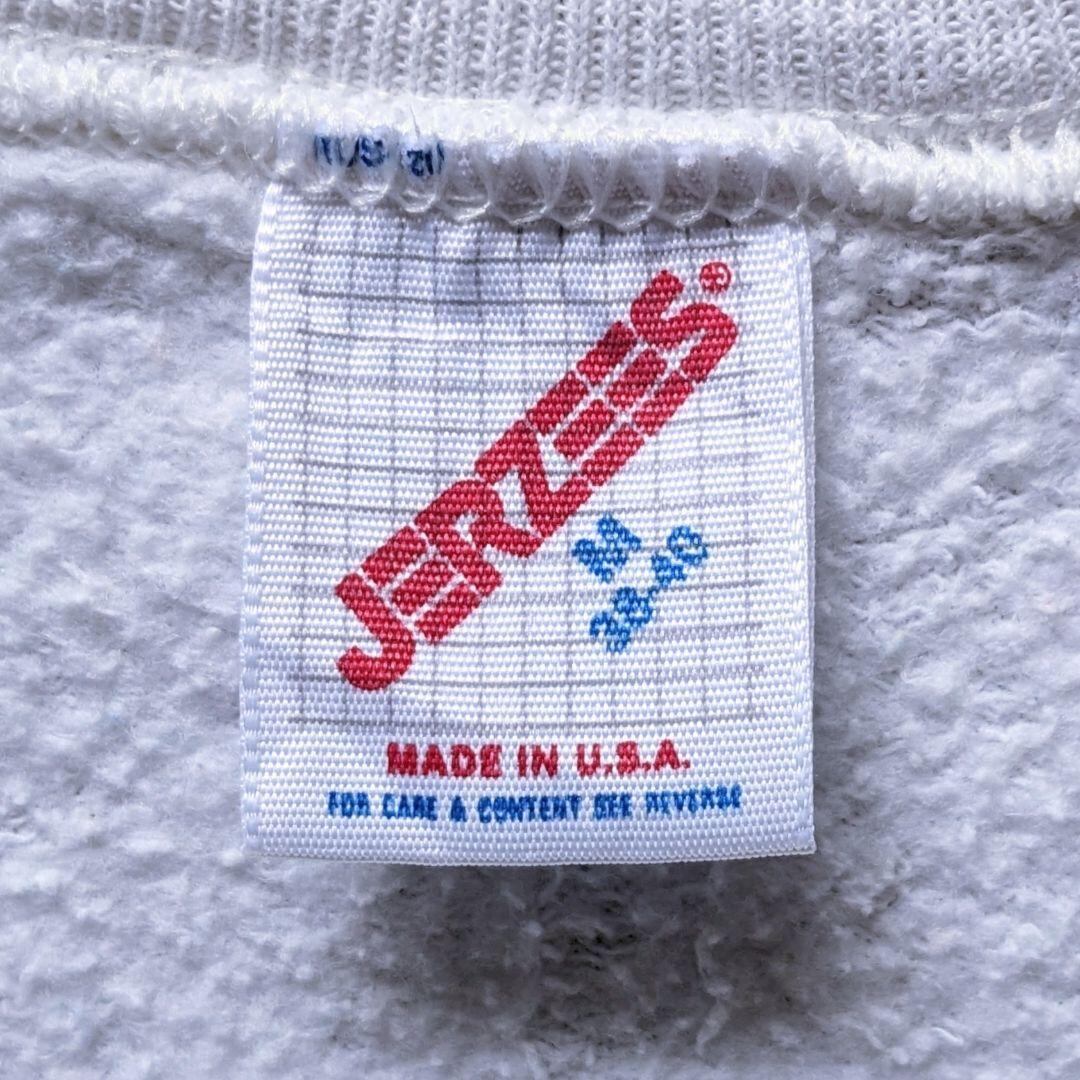 JERZEES®
M
38-40
MADE IN U.S.A.
FOR CARE & CONTENT SEE REVERSE